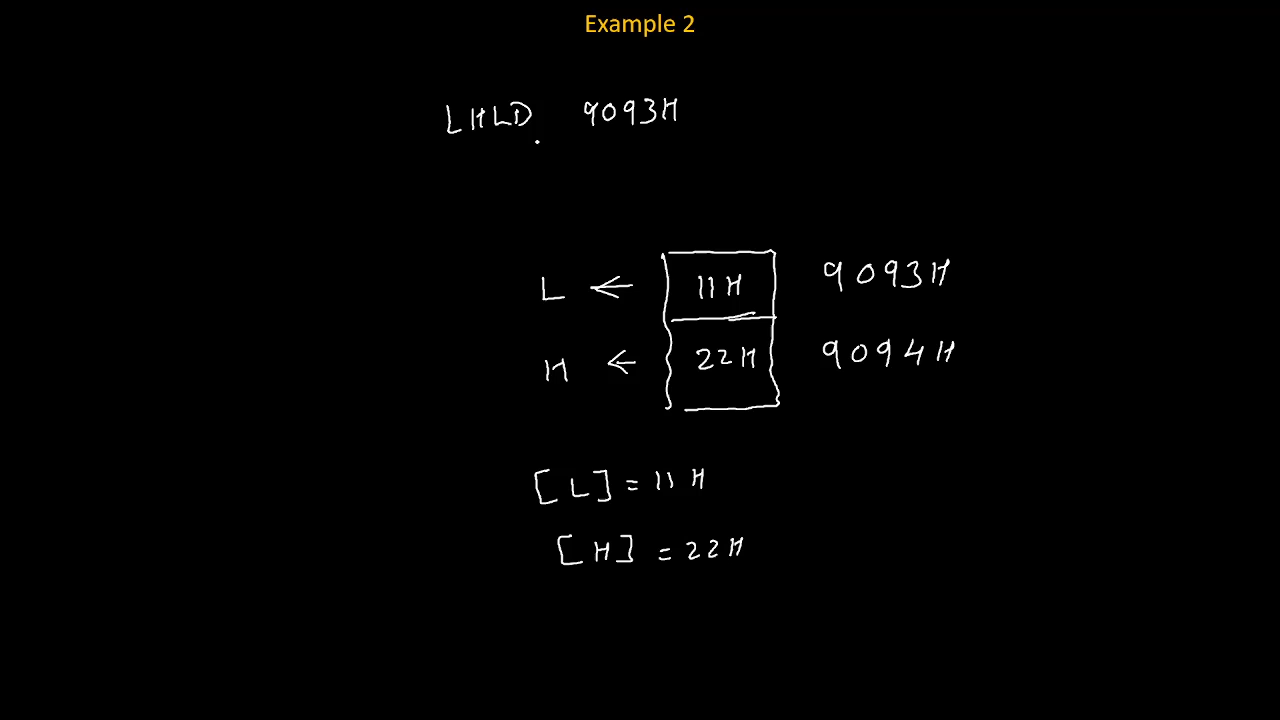 Example 2
LHLD 9093H
L ← 11H 9093H
H ← 22H 9094H
[L] = 11H
[H] = 22H